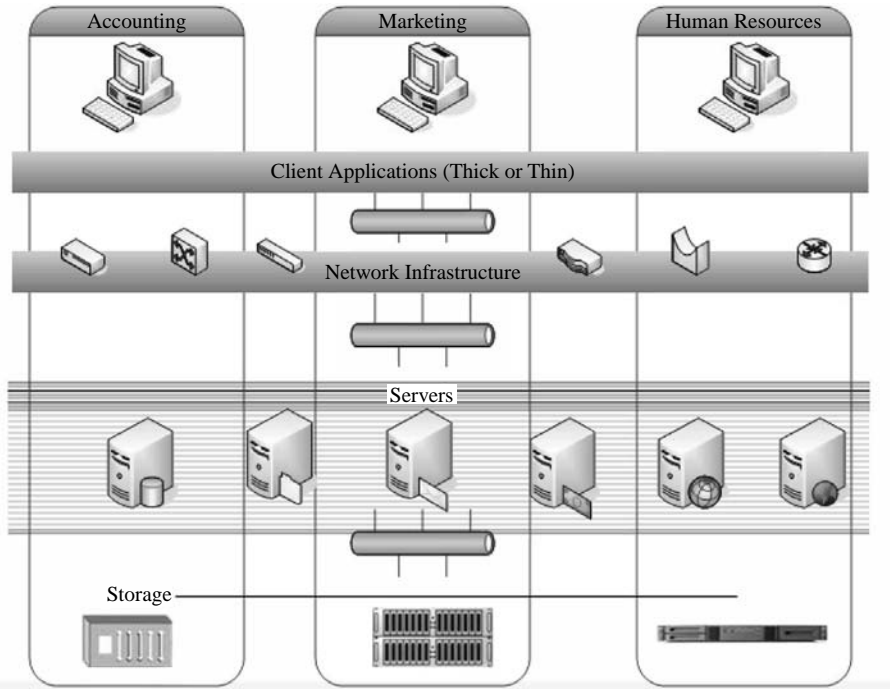 Accounting
Marketing
Human Resources
Client Applications (Thick or Thin)
Network Infrastructure
Servers
Storage